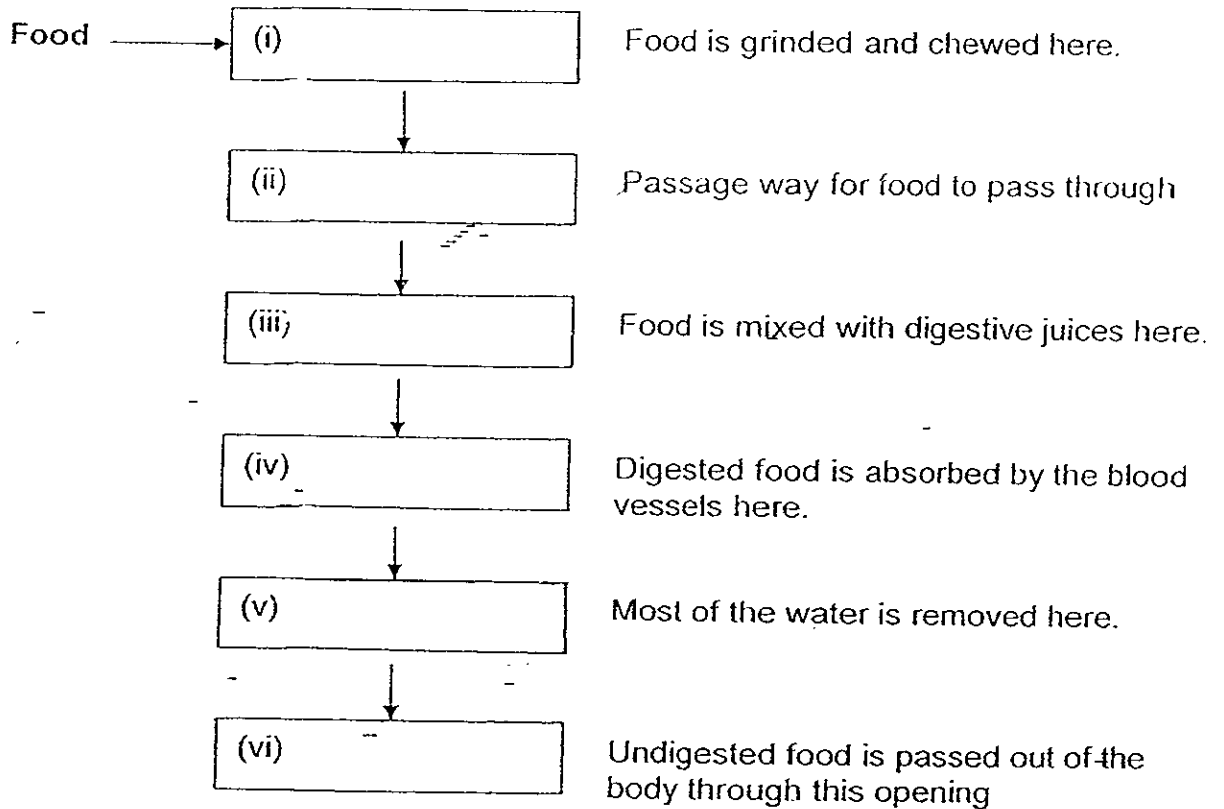 Food (i) Food is grinded and chewed here.
(ii) Passage way for food to pass through
(iii) Food is mixed with digestive juices here.
(iv) Digested food is absorbed by the blood
vessels here.
(v) Most of the water is removed here.
(vi) Undigested food is passed out of the
body through this opening